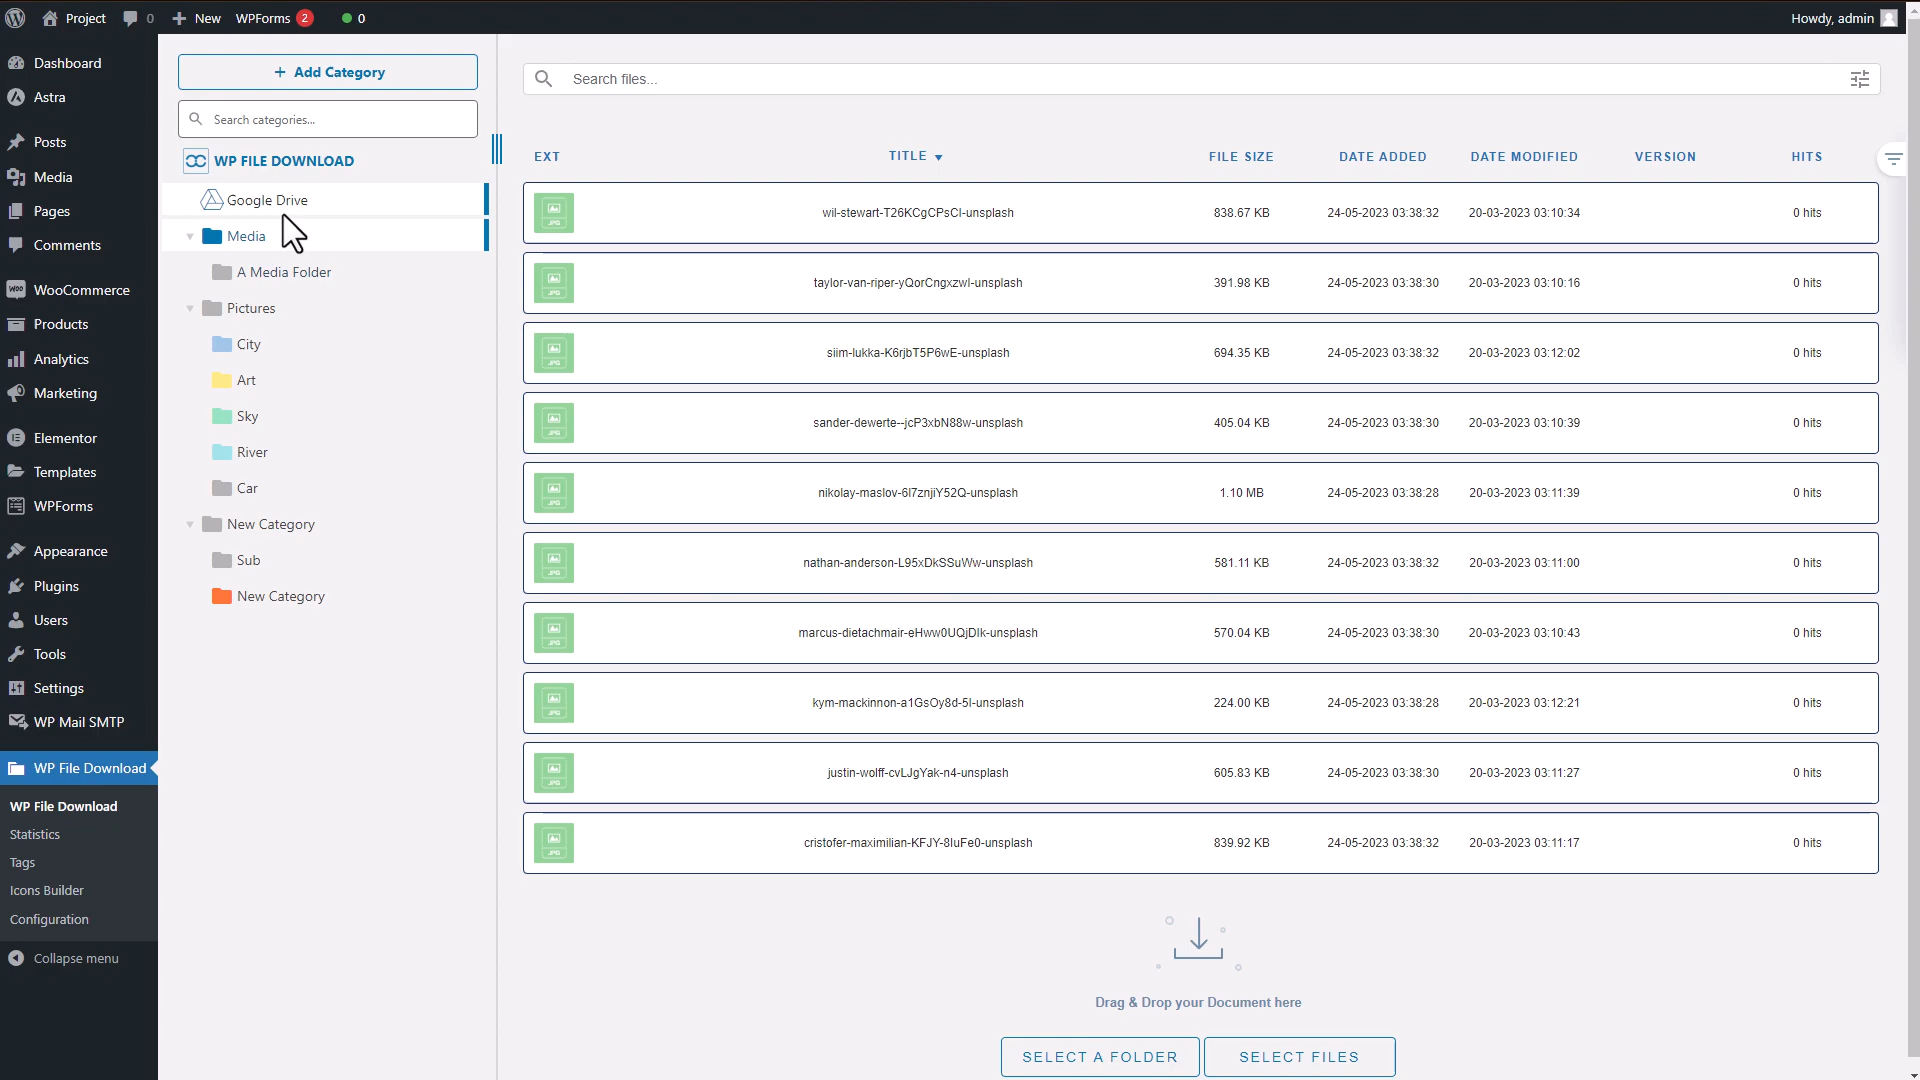 Project
0
New
WPForms 2
0
Howdy, admin
Dashboard
Astra
Posts
Media
Pages
Comments
WooCommerce
Products
Analytics
Marketing
Elementor
Templates
WPForms
Appearance
Plugins
Users
Tools
Settings
WP Mail SMTP
WP File Download
WP File Download
Statistics
Tags
Icons Builder
Configuration
Collapse menu
+ Add Category
Search categories...
WP FILE DOWNLOAD
Google Drive
Media
A Media Folder
Pictures
City
Art
Sky
River
Car
New Category
Sub
New Category
Search files...
EXT TITLE FILE SIZE DATE ADDED DATE MODIFIED VERSION HITS
JPG wil-stewart-T26KCgCPsCI-unsplash 838.67 KB 24-05-2023 03:38:32 20-03-2023 03:10:34 0 hits
JPG taylor-van-riper-yQorCngxzwI-unsplash 391.98 KB 24-05-2023 03:38:30 20-03-2023 03:10:16 0 hits
JPG siim-lukka-K6rjbT5P6wE-unsplash 694.35 KB 24-05-2023 03:38:32 20-03-2023 03:12:02 0 hits
JPG sander-dewerte--jcP3xbN88w-unsplash 405.04 KB 24-05-2023 03:38:30 20-03-2023 03:10:39 0 hits
JPG nikolay-maslov-6I7znjiY52Q-unsplash 1.10 MB 24-05-2023 03:38:28 20-03-2023 03:11:39 0 hits
JPG nathan-anderson-L95xDkSSuWw-unsplash 581.11 KB 24-05-2023 03:38:32 20-03-2023 03:11:00 0 hits
JPG marcus-dietachmair-eHww0UQjDIk-unsplash 570.04 KB 24-05-2023 03:38:30 20-03-2023 03:10:43 0 hits
JPG kym-mackinnon-a1GsOy8d-5I-unsplash 224.00 KB 24-05-2023 03:38:28 20-03-2023 03:12:21 0 hits
JPG justin-wolff-cvLJgYak-n4-unsplash 605.83 KB 24-05-2023 03:38:30 20-03-2023 03:11:27 0 hits
JPG cristofer-maximilian-KFJY-8IuFe0-unsplash 839.92 KB 24-05-2023 03:38:32 20-03-2023 03:11:17 0 hits
Drag & Drop your Document here
SELECT A FOLDER SELECT FILES